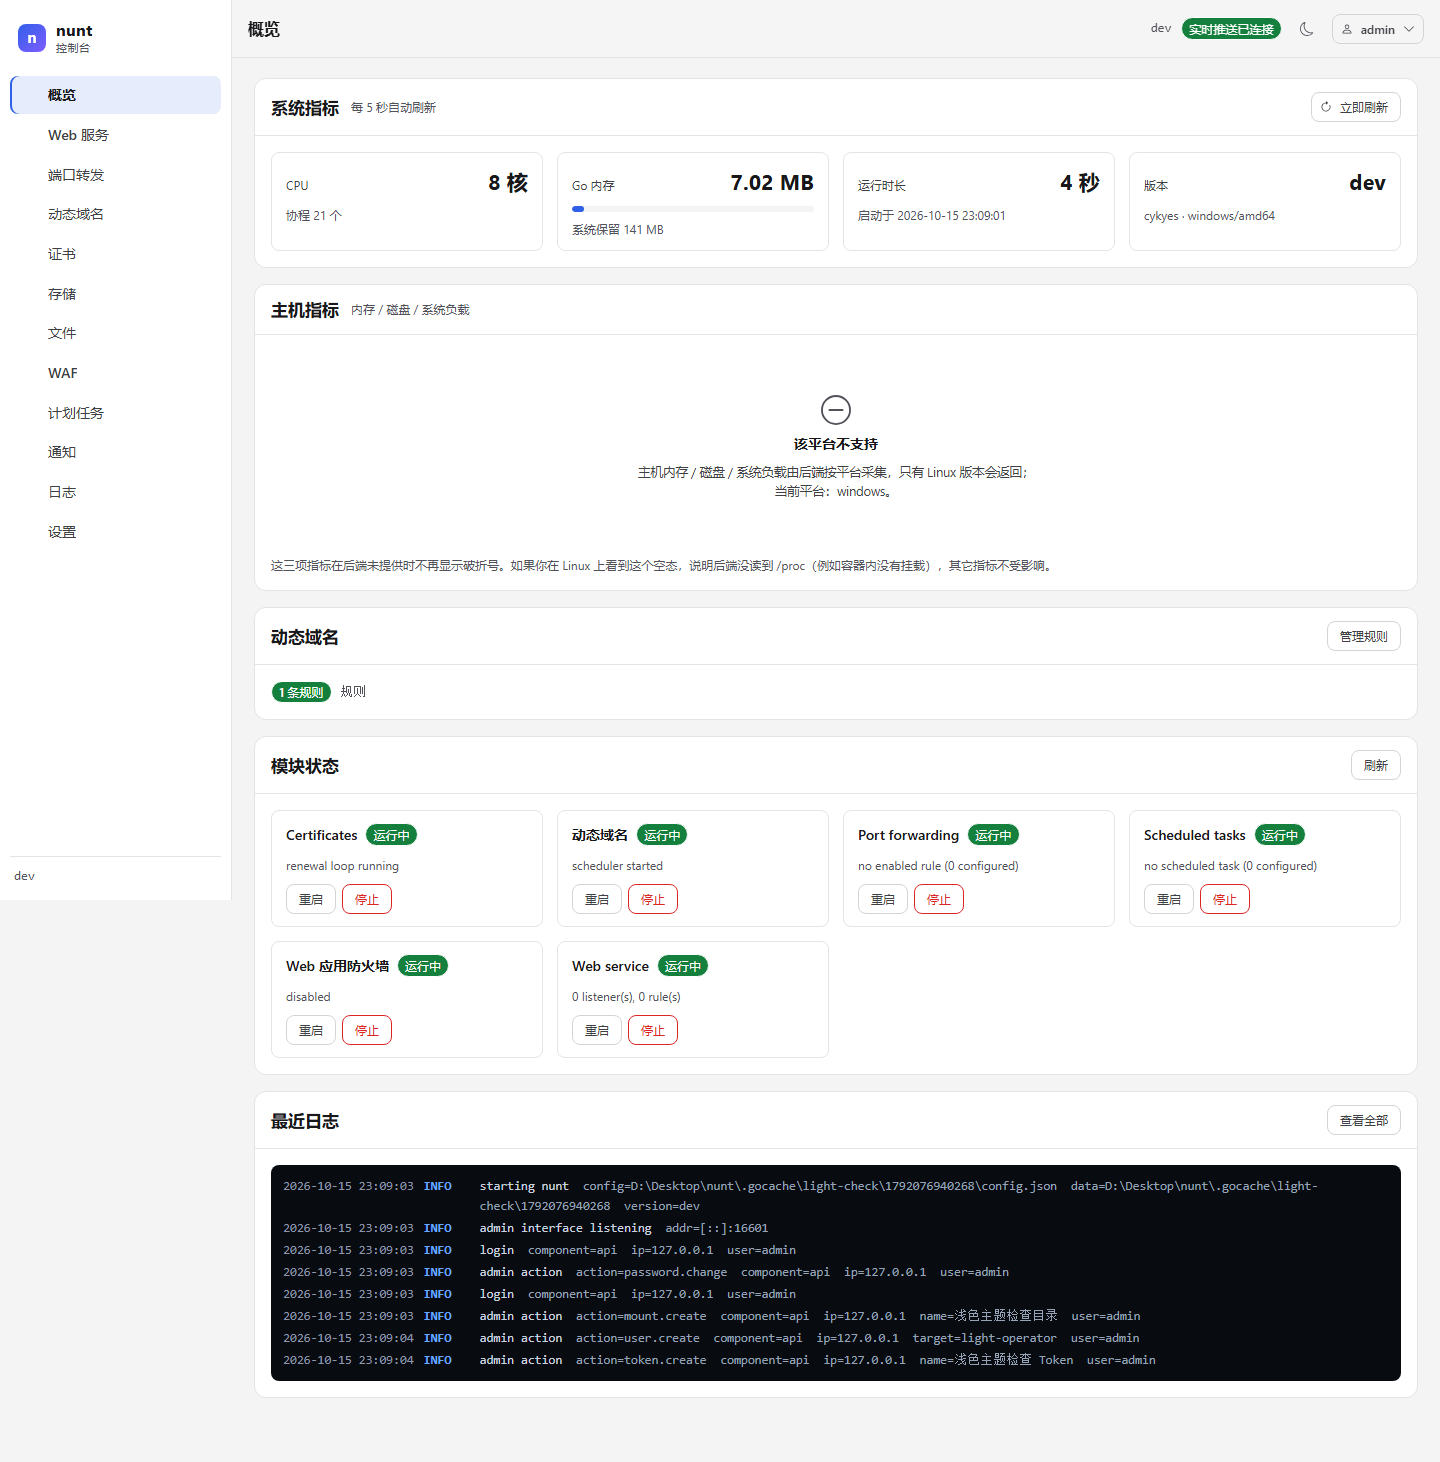 n
nunt
控制台
概览
Web 服务
端口转发
动态域名
证书
存储
文件
WAF
计划任务
通知
日志
设置
dev
概览
dev
实时推送已连接
admin
系统指标 每 5 秒自动刷新
立即刷新
CPU 8 核
协程 21 个
Go 内存 7.02 MB
系统保留 141 MB
运行时长 4 秒
启动于 2026-10-15 23:09:01
版本 dev
cykyes · windows/amd64
主机指标 内存 / 磁盘 / 系统负载
该平台不支持
主机内存 / 磁盘 / 系统负载由后端按平台采集，只有 Linux 版本会返回；
当前平台：windows。
这三项指标在后端未提供时不再显示破折号。如果你在 Linux 上看到这个空态，说明后端没读到 /proc（例如容器内没有挂载），其它指标不受影响。
动态域名
管理规则
1 条规则 规则
模块状态
刷新
Certificates 运行中
renewal loop running
重启 停止
动态域名 运行中
scheduler started
重启 停止
Port forwarding 运行中
no enabled rule (0 configured)
重启 停止
Scheduled tasks 运行中
no scheduled task (0 configured)
重启 停止
Web 应用防火墙 运行中
disabled
重启 停止
Web service 运行中
0 listener(s), 0 rule(s)
重启 停止
最近日志
查看全部
2026-10-15 23:09:03 INFO starting nunt config=D:\Desktop\nunt\.gocache\light-check\1792076940268\config.json data=D:\Desktop\nunt\.gocache\light-
check\1792076940268 version=dev
2026-10-15 23:09:03 INFO admin interface listening addr=[::]:16601
2026-10-15 23:09:03 INFO login component=api ip=127.0.0.1 user=admin
2026-10-15 23:09:03 INFO admin action action=password.change component=api ip=127.0.0.1 user=admin
2026-10-15 23:09:03 INFO login component=api ip=127.0.0.1 user=admin
2026-10-15 23:09:03 INFO admin action action=mount.create component=api ip=127.0.0.1 name=浅色主题检查目录 user=admin
2026-10-15 23:09:04 INFO admin action action=user.create component=api ip=127.0.0.1 target=light-operator user=admin
2026-10-15 23:09:04 INFO admin action action=token.create component=api ip=127.0.0.1 name=浅色主题检查 Token user=admin